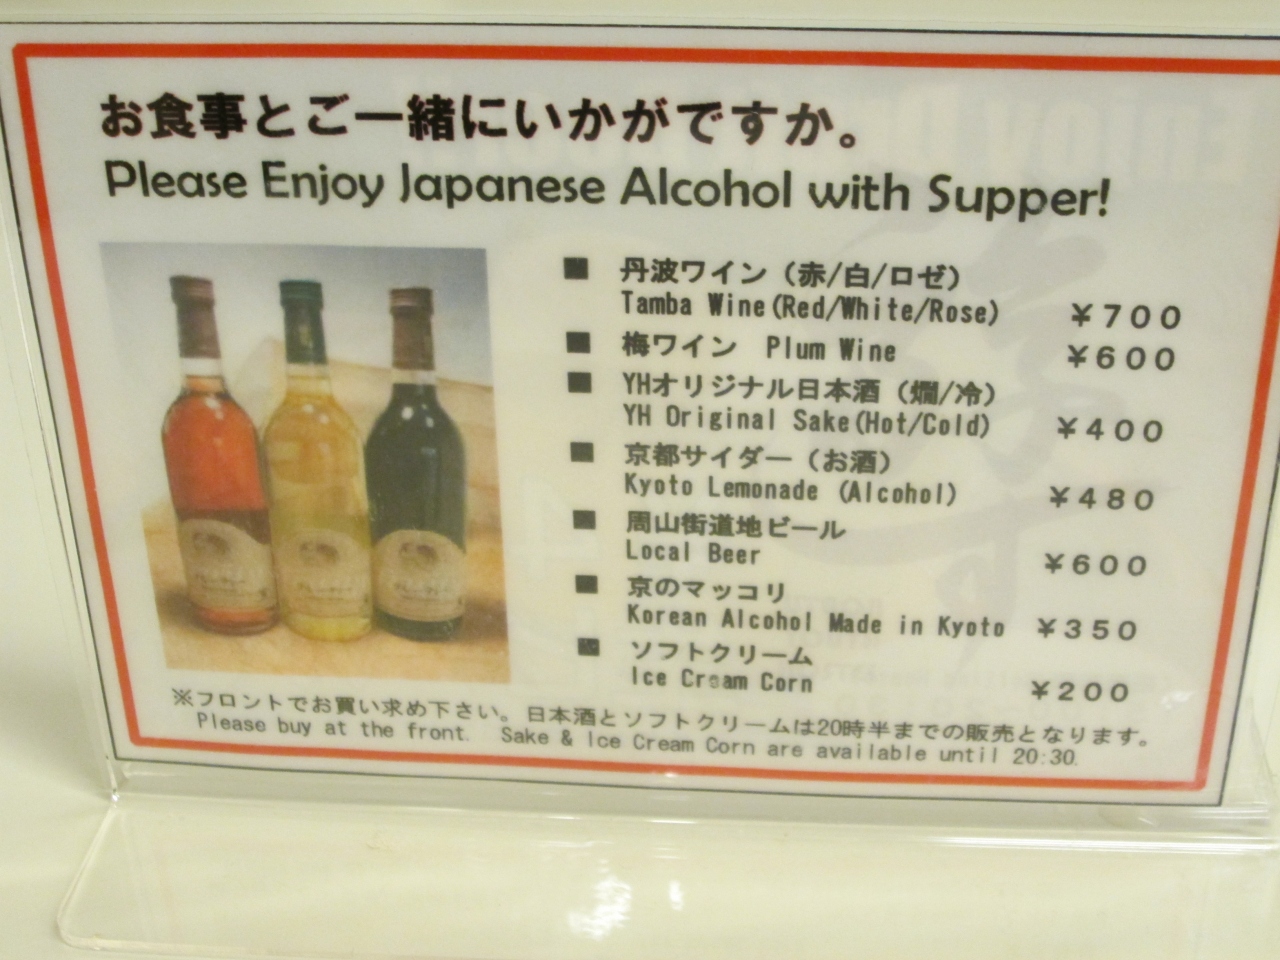 お食事とご一緒にいかがですか。
Please Enjoy Japanese Alcohol with Supper!
■ 丹波ワイン（赤/白/ロゼ）
Tamba Wine(Red/White/Rose) ￥700
■ 梅ワイン Plum Wine ￥600
■ YHオリジナル日本酒（燗/冷）
YH Original Sake(Hot/Cold) ￥400
■ 京都サイダー（お酒）
Kyoto Lemonade (Alcohol) ￥480
■ 周山街道地ビール
Local Beer ￥600
■ 京のマッコリ
Korean Alcohol Made in Kyoto ￥350
■ ソフトクリーム
Ice Cream Corn ￥200
※フロントでお買い求め下さい。日本酒とソフトクリームは20時半までの販売となります。
Please buy at the front. Sake & Ice Cream Corn are available until 20:30.